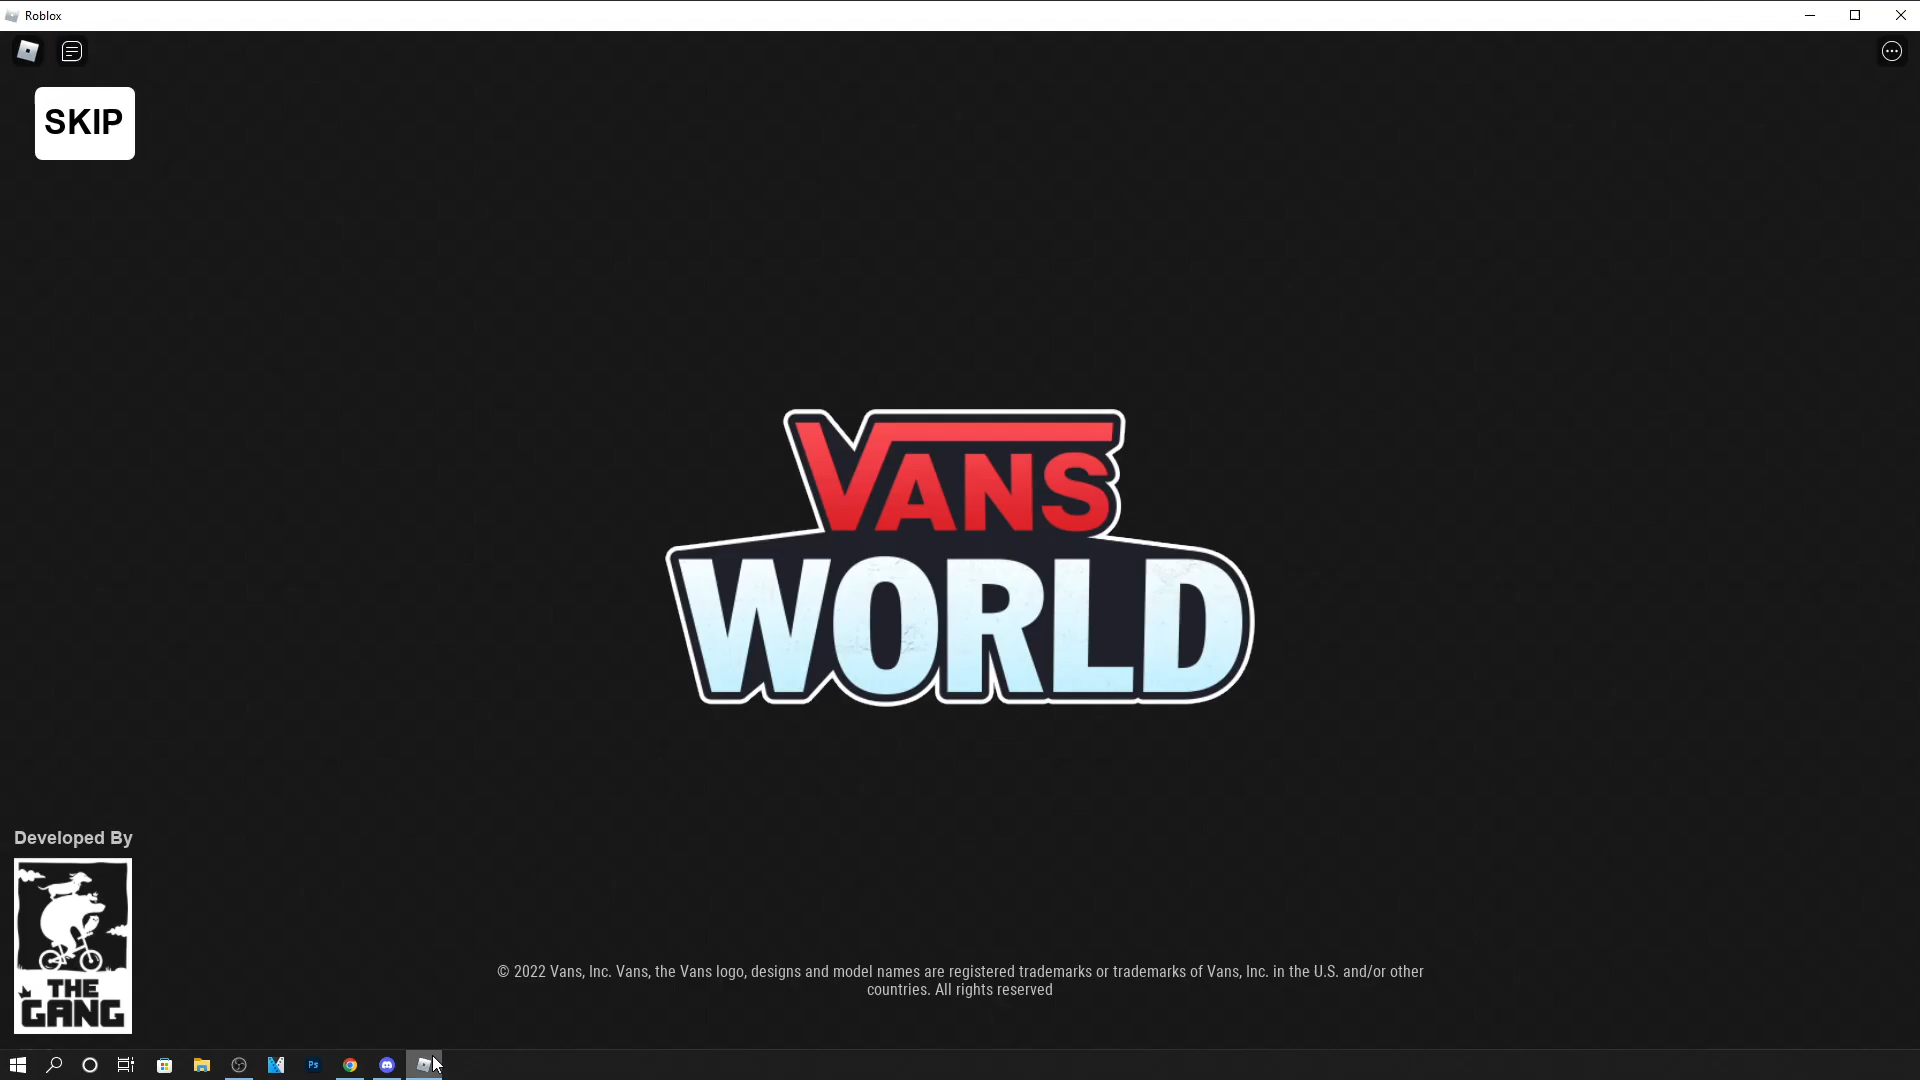 Roblox
SKIP
VANS
WORLD
Developed By
THE
GANG
© 2022 Vans, Inc. Vans, the Vans logo, designs and model names are registered trademarks or trademarks of Vans, Inc. in the U.S. and/or other
countries. All rights reserved
Ps